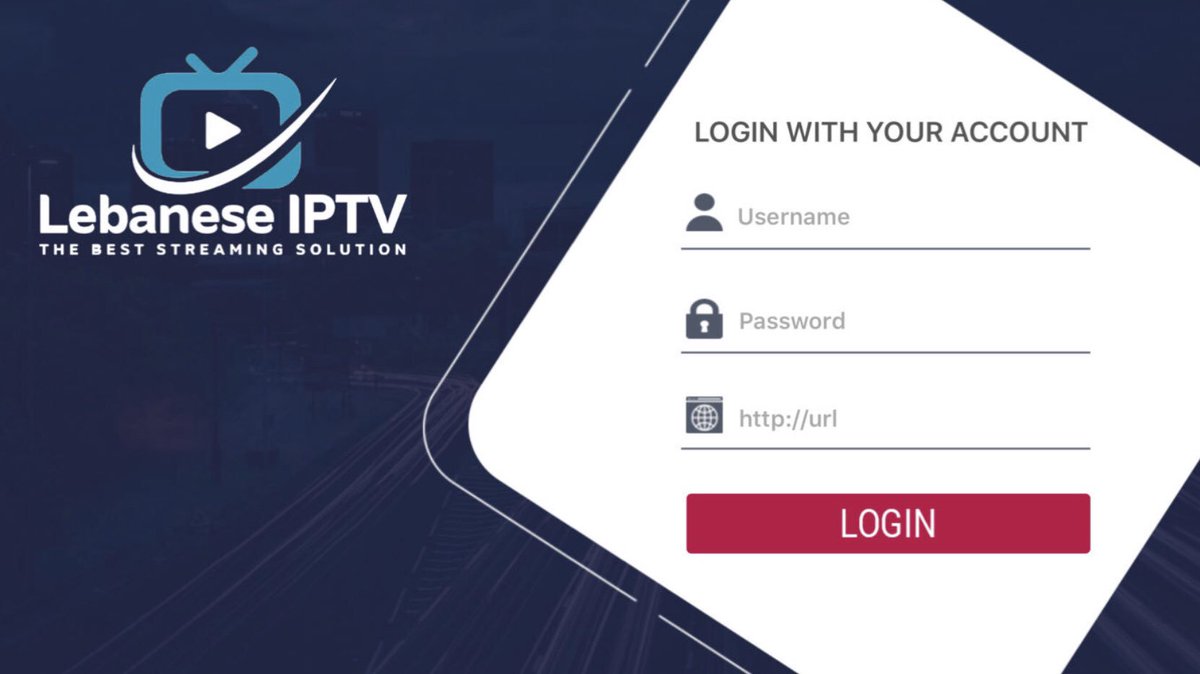 Lebanese IPTV
THE BEST STREAMING SOLUTION
LOGIN WITH YOUR ACCOUNT
Username
Password
http://url
LOGIN